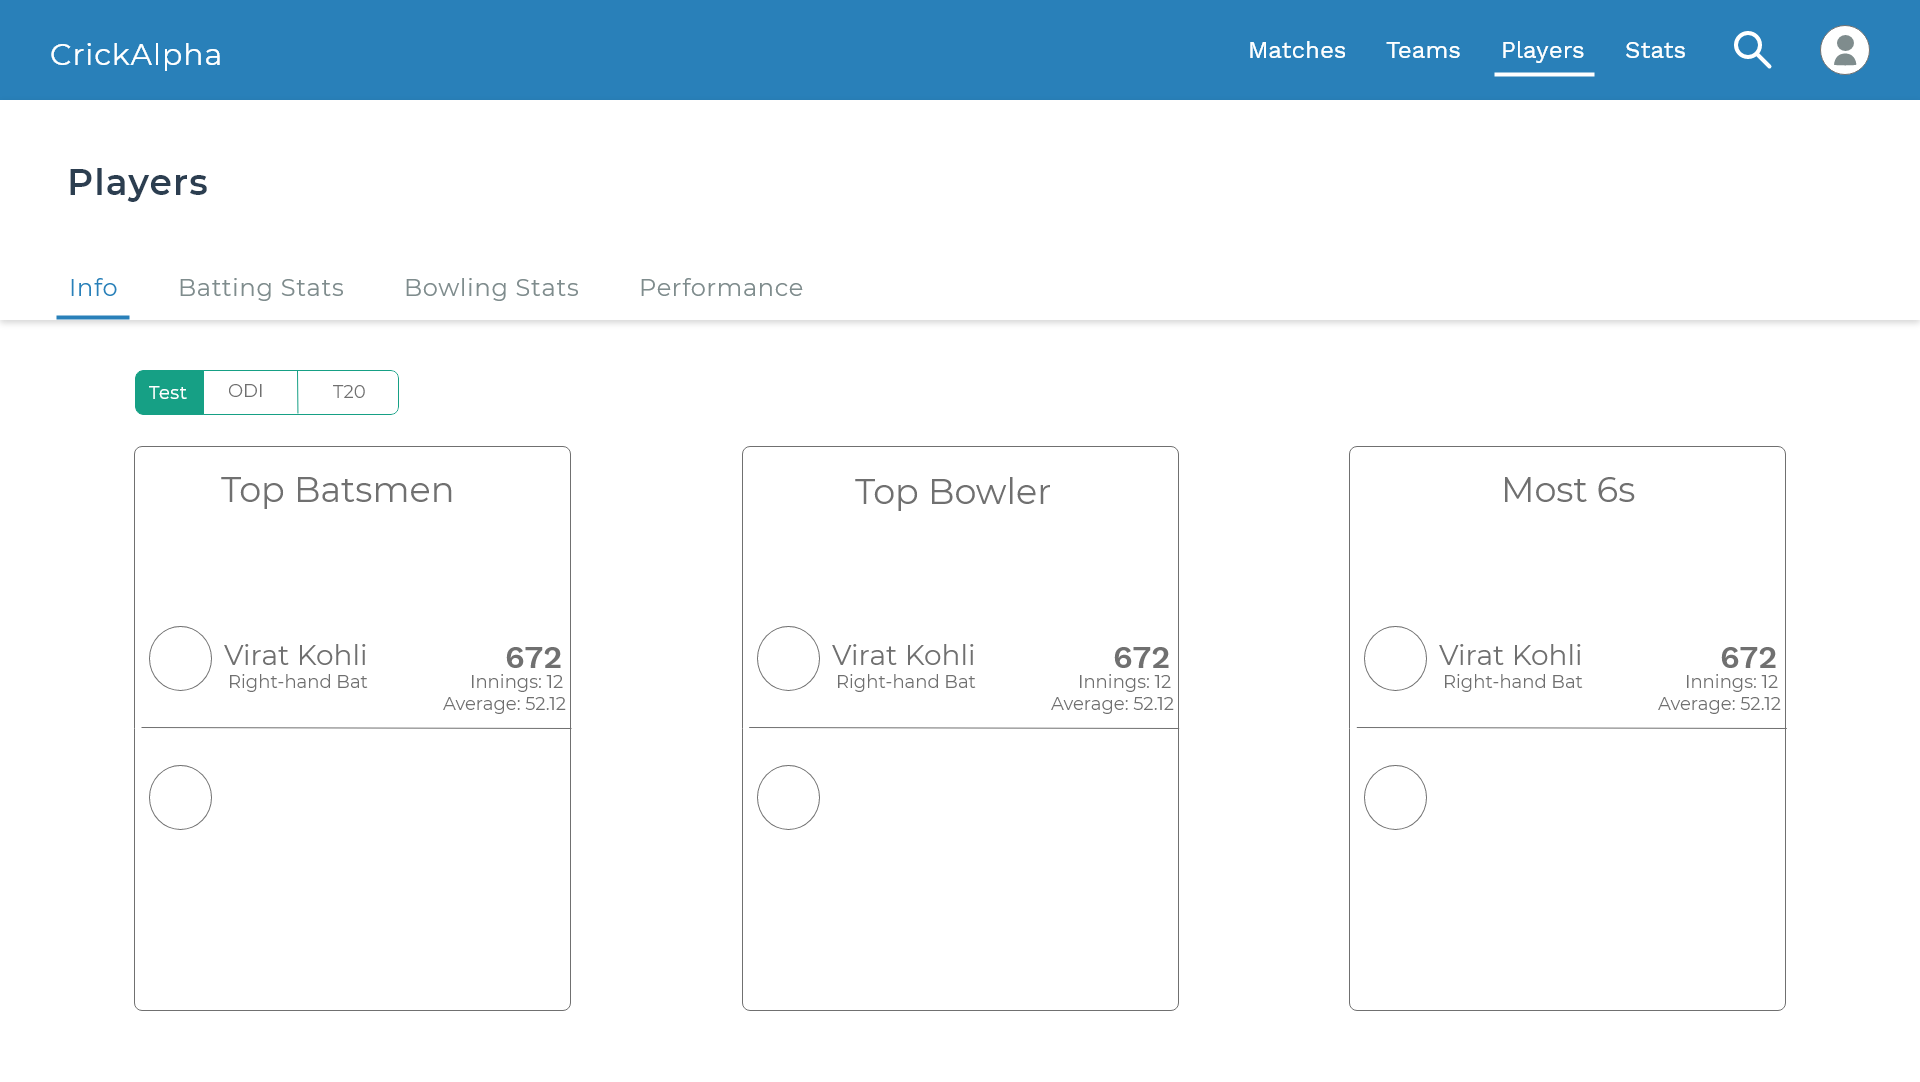 CrickAlpha
Matches Teams Players Stats
Players
Info Batting Stats Bowling Stats Performance
Test ODI T20
Top Batsmen
Virat Kohli 672
Right-hand Bat Innings: 12
Average: 52.12
Top Bowler
Virat Kohli 672
Right-hand Bat Innings: 12
Average: 52.12
Most 6s
Virat Kohli 672
Right-hand Bat Innings: 12
Average: 52.12